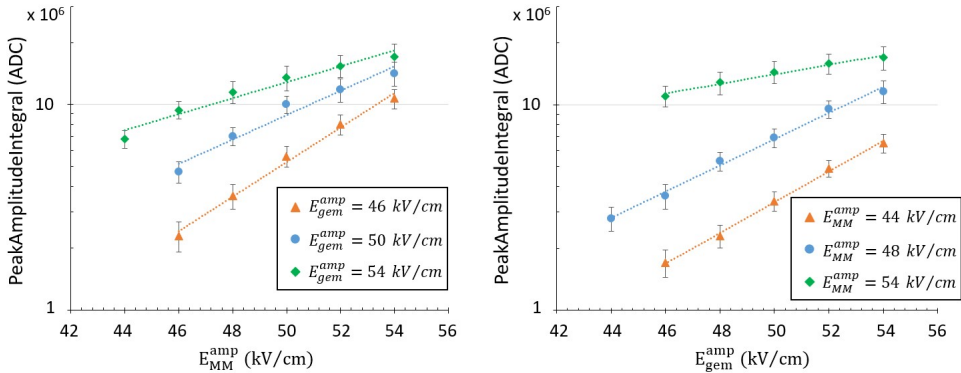 x 10⁶
PeakAmplitudeIntegral (ADC)
10
1
42 44 46 48 50 52 54 56
E_MM^amp (kV/cm)
E_gem^amp = 46 kV/cm
E_gem^amp = 50 kV/cm
E_gem^amp = 54 kV/cm
x 10⁶
PeakAmplitudeIntegral (ADC)
10
1
42 44 46 48 50 52 54 56
E_gem^amp (kV/cm)
E_MM^amp = 44 kV/cm
E_MM^amp = 48 kV/cm
E_MM^amp = 54 kV/cm